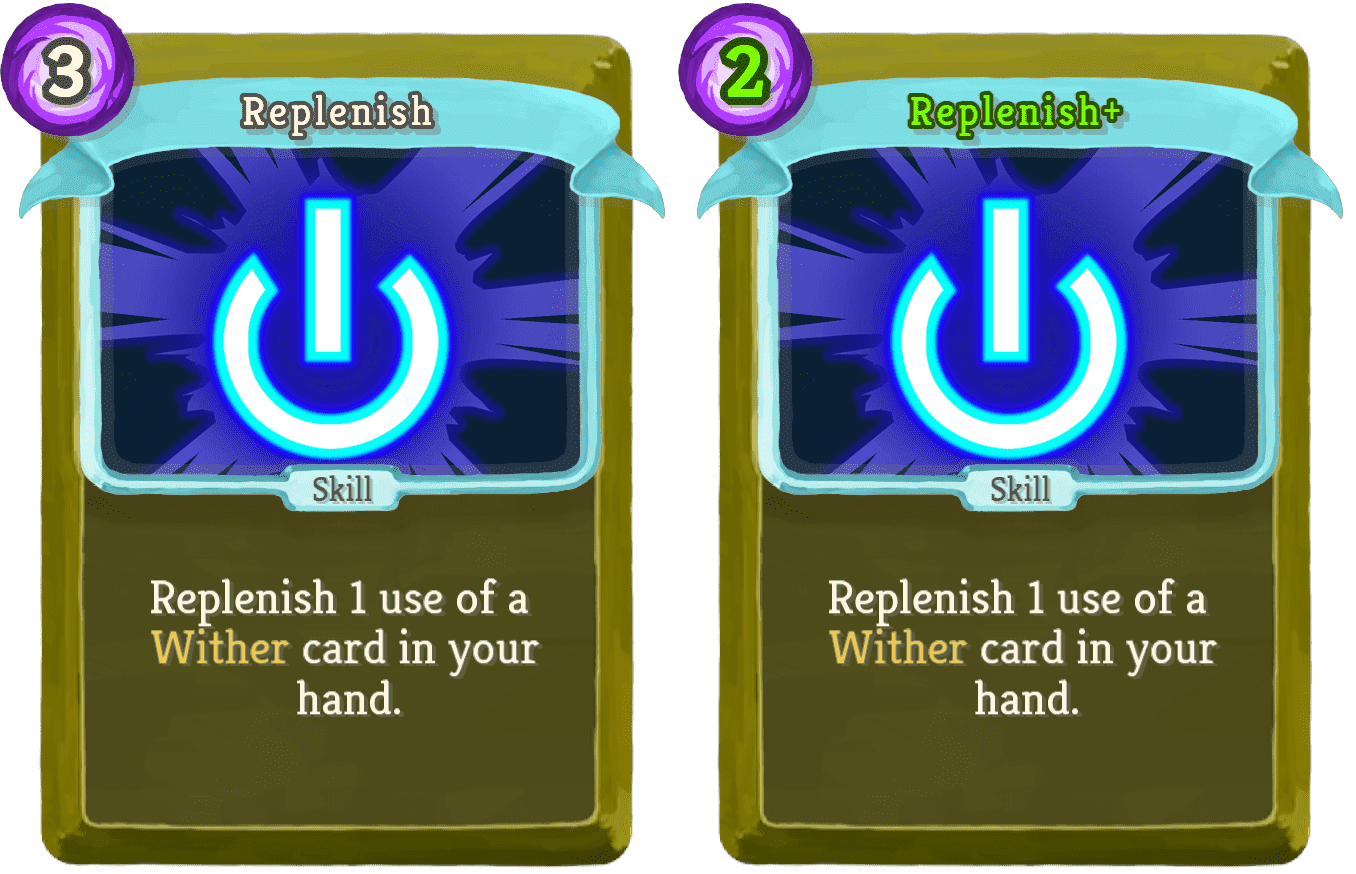 3
Replenish
Skill
Replenish 1 use of a
Wither card in your
hand.
2
Replenish+
Skill
Replenish 1 use of a
Wither card in your
hand.